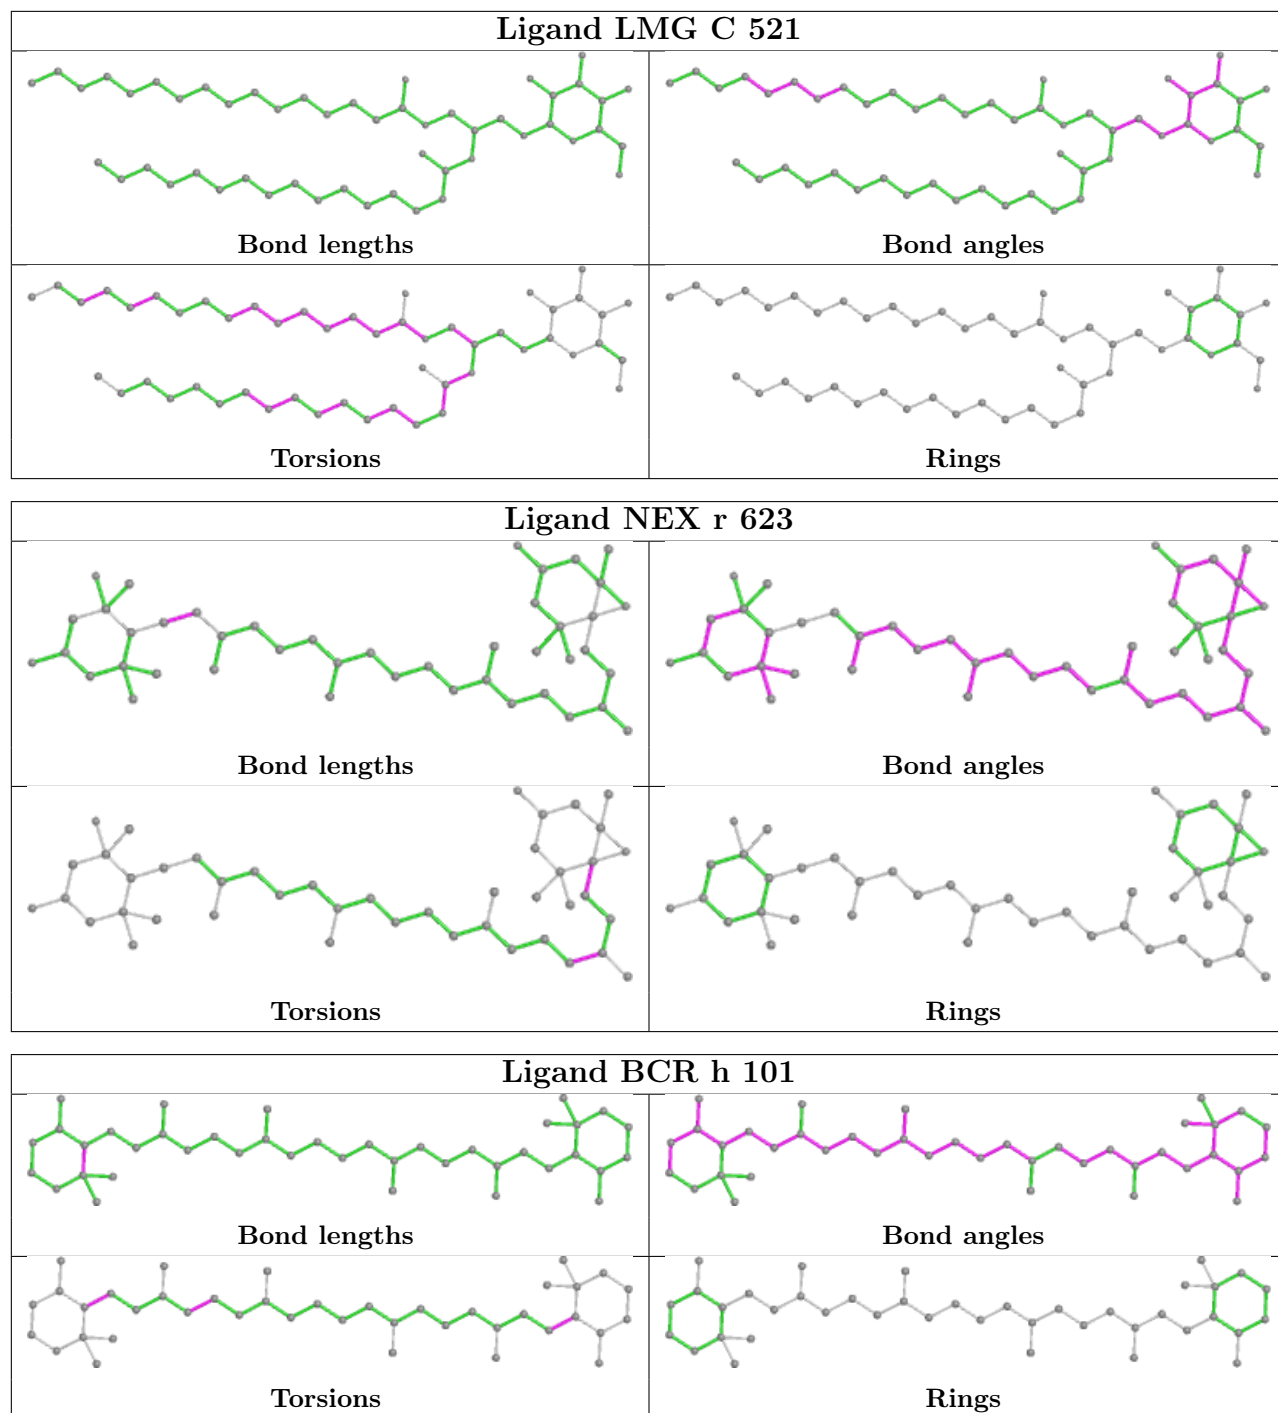 Ligand LMG C 521
Bond lengths
Bond angles
Torsions
Rings
Ligand NEX r 623
Bond lengths
Bond angles
Torsions
Rings
Ligand BCR h 101
Bond lengths
Bond angles
Torsions
Rings